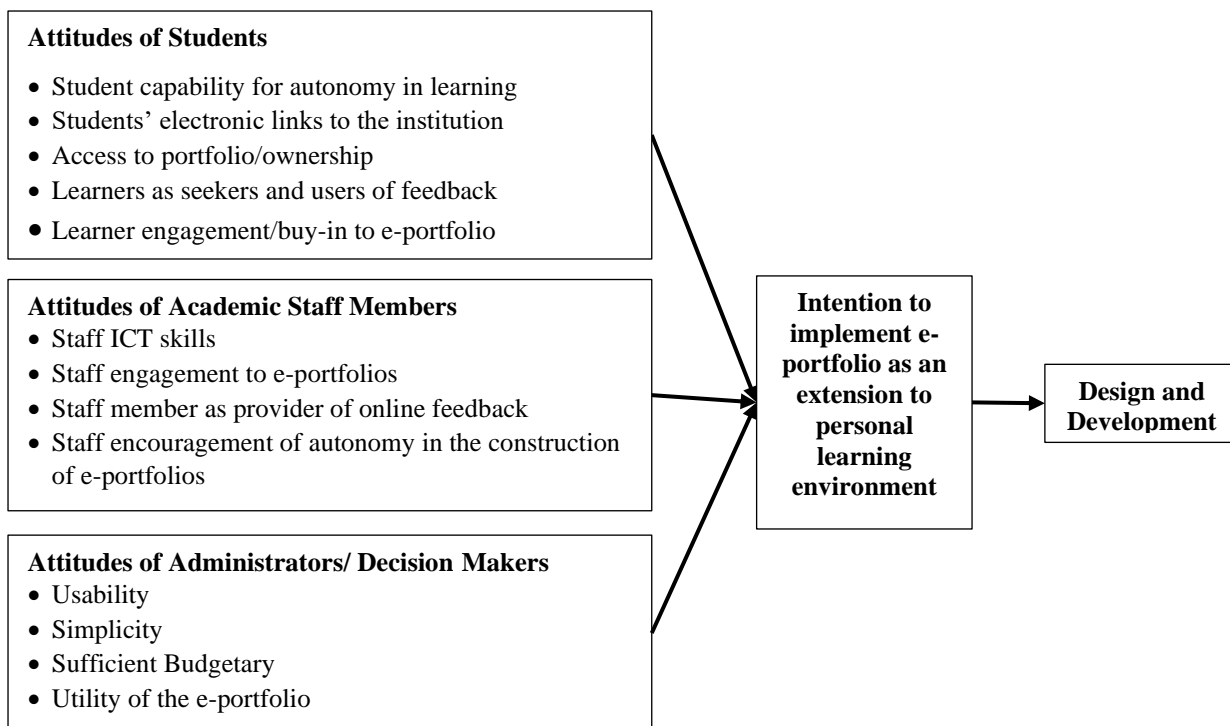 Attitudes of Students
• Student capability for autonomy in learning
• Students’ electronic links to the institution
• Access to portfolio/ownership
• Learners as seekers and users of feedback
• Learner engagement/buy-in to e-portfolio
Attitudes of Academic Staff Members
• Staff ICT skills
• Staff engagement to e-portfolios
• Staff member as provider of online feedback
• Staff encouragement of autonomy in the construction
of e-portfolios
Attitudes of Administrators/ Decision Makers
• Usability
• Simplicity
• Sufficient Budgetary
• Utility of the e-portfolio
Intention to
implement e-
portfolio as an
extension to
personal
learning
environment
Design and
Development